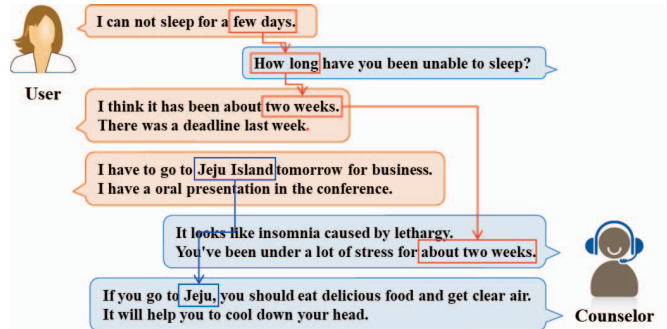 I can not sleep for a few days.
How long have you been unable to sleep?
User
I think it has been about two weeks.
There was a deadline last week.
I have to go to Jeju Island tomorrow for business.
I have a oral presentation in the conference.
It looks like insomnia caused by lethargy.
You've been under a lot of stress for about two weeks.
If you go to Jeju, you should eat delicious food and get clear air.
It will help you to cool down your head.
Counselor